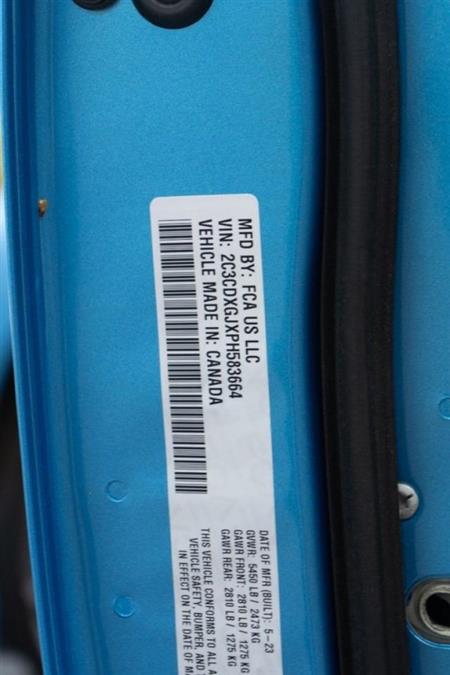 MFD BY: FCA US LLC
VIN: 2C3CDXGJXPH583664
VEHICLE MADE IN: CANADA
DATE OF MFR (BUILT): 5-23
GVWR: 5450 LB / 2473 KG
GAWR FRONT: 2810 LB / 1275 KG
GAWR REAR: 2810 LB / 1275 KG
THIS VEHICLE CONFORMS TO ALL
VEHICLE SAFETY, BUMPER, AND
IN EFFECT ON THE DATE OF